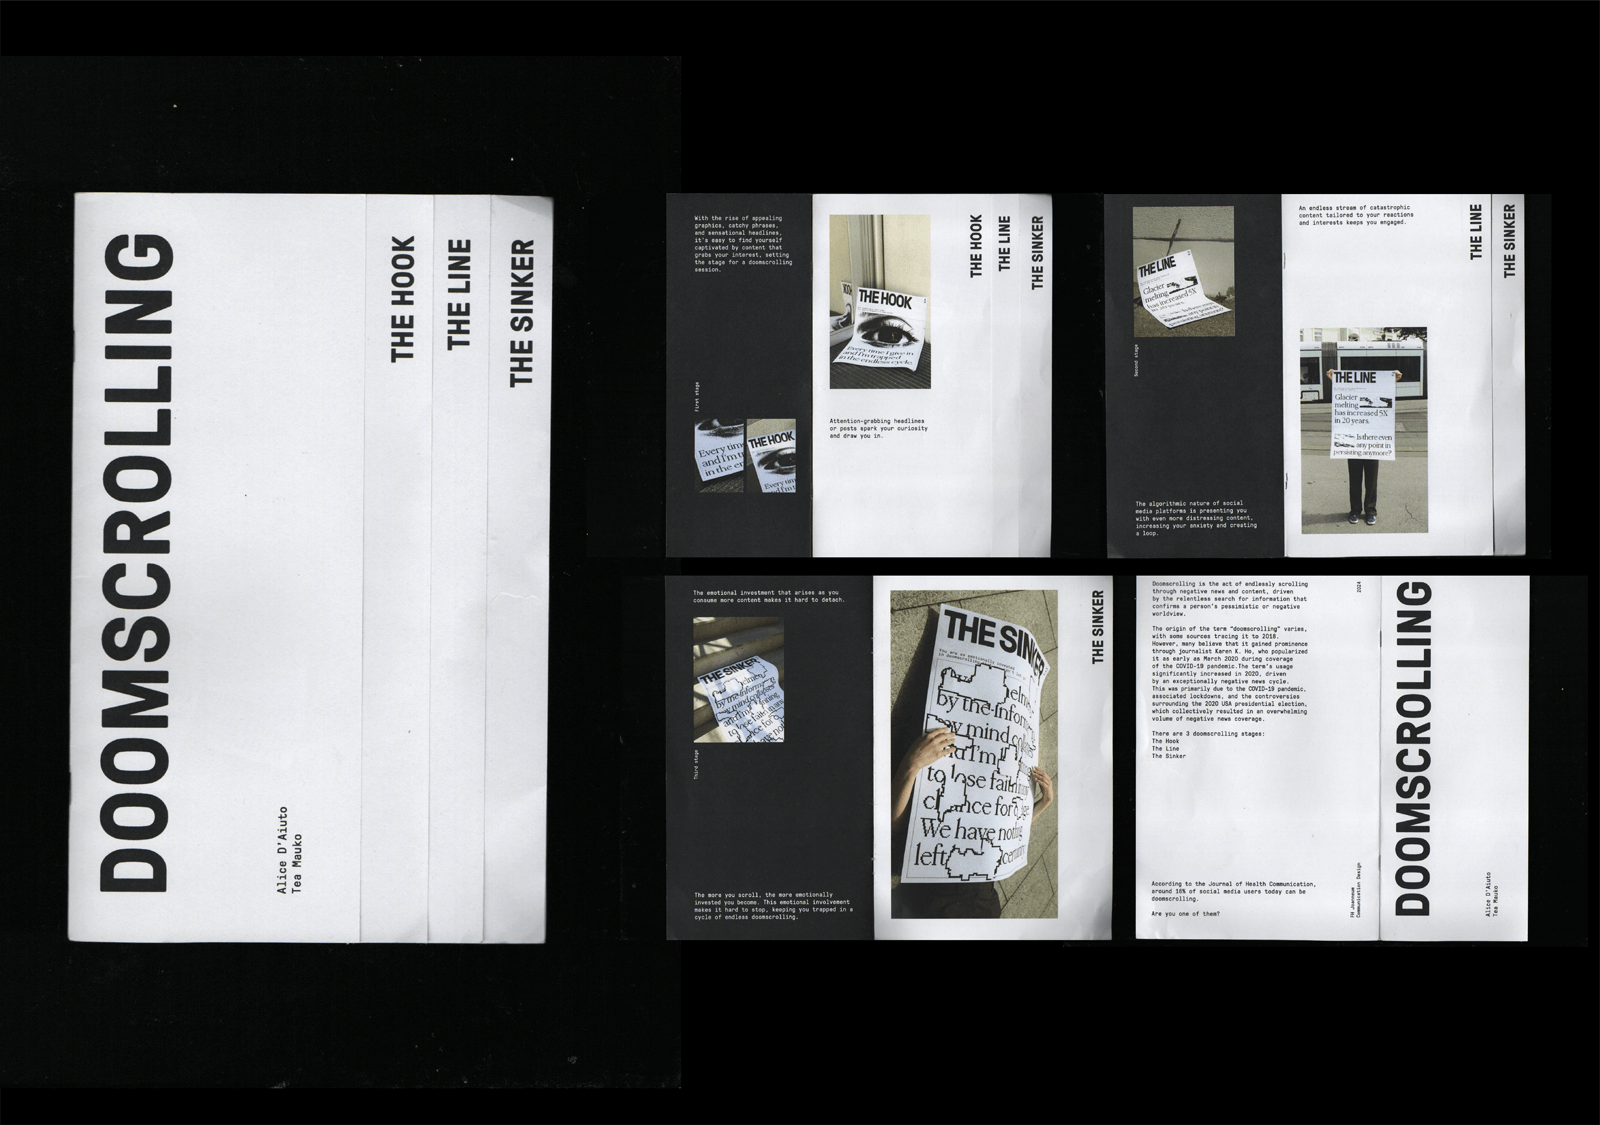 DOOMSCROLLING
Alice D'Aiuto
Tea Mauko
THE HOOK
THE LINE
THE SINKER
With the rise of appealing
graphics, catchy phrases,
and sensational headlines,
it's easy to find yourself
captivated by content that
grabs your interest, setting
the stage for a doomscrolling
session.
First stage
Every tim
and I'm t
in the en
THE HOOK
Every tim
and I'm t
THE HOOK
Every time I give in
and I'm trapped
in the endless cycle.
Attention-grabbing headlines
or posts spark your curiosity
and draw you in.
THE HOOK
THE LINE
THE SINKER
THE LINE
Glacier
melting
has increased 5X
in 20 years.
Second stage
The algorithmic nature of social
media platforms is presenting you
with even more distressing content,
increasing your anxiety and creating
a loop.
An endless stream of catastrophic
content tailored to your reactions
and interests keeps you engaged.
THE LINE
Glacier
melting
has increased 5X
in 20 years.
Is there even
any point in
persisting anymore?
THE LINE
THE SINKER
The emotional investment that arises as you
consume more content makes it hard to detach.
THE SINKER
Third stage
The more you scroll, the more emotionally
invested you become. This emotional involvement
makes it hard to stop, keeping you trapped in a
cycle of endless doomscrolling.
THE SINKER
by the inform
my mind
and I'm
to lose faith
for
We have nothing
left
THE SINKER
Doomscrolling is the act of endlessly scrolling
through negative news and content, driven
by the relentless search for information that
confirms a person's pessimistic or negative
worldview.
The origin of the term "doomscrolling" varies,
with some sources tracing it to 2018.
However, many believe that it gained prominence
through journalist Karen K. Ho, who popularized
it as early as March 2020 during coverage
of the COVID-19 pandemic.The term's usage
significantly increased in 2020, driven
by an exceptionally negative news cycle.
This was primarily due to the COVID-19 pandemic,
associated lockdowns, and the controversies
surrounding the 2020 USA presidential election,
which collectively resulted in an overwhelming
volume of negative news coverage.
There are 3 doomscrolling stages:
The Hook
The Line
The Sinker
According to the Journal of Health Communication,
around 16% of social media users today can be
doomscrolling.
Are you one of them?
2024
FH Joanneum
Communication Design
DOOMSCROLLING
Alice D'Aiuto
Tea Mauko